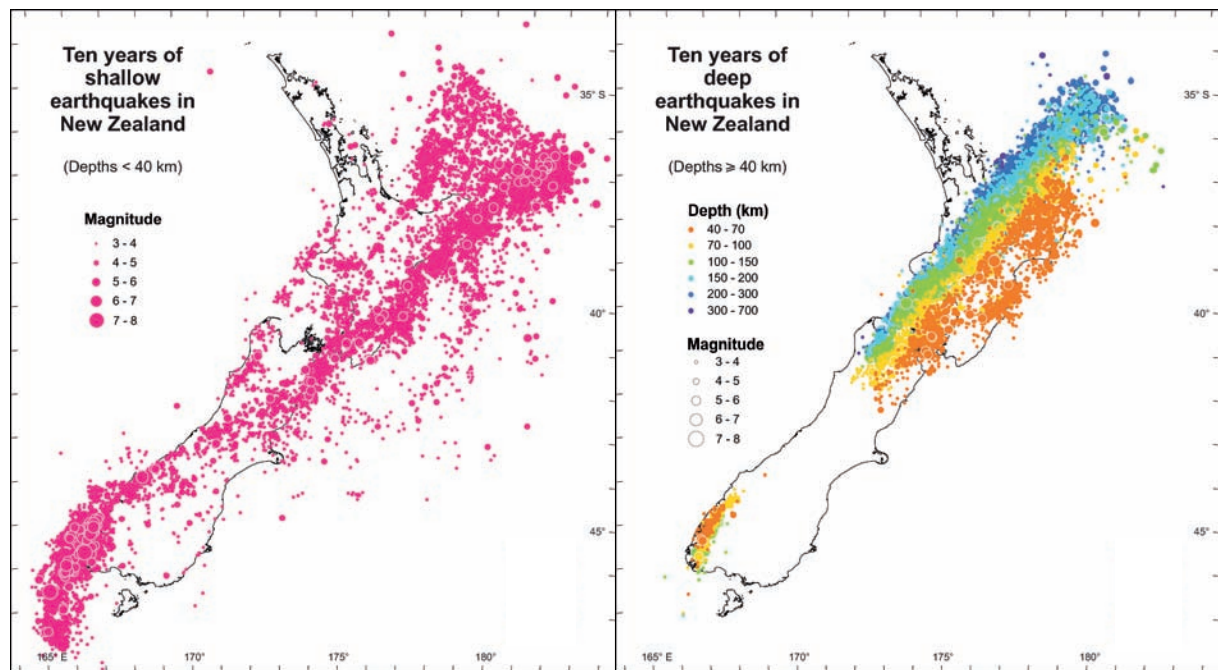 Ten years of
shallow
earthquakes in
New Zealand
(Depths < 40 km)
Magnitude
3 - 4
4 - 5
5 - 6
6 - 7
7 - 8
35° S
40°
45°
165° E
170
175
180
Ten years of
deep
earthquakes in
New Zealand
(Depths ≥ 40 km)
Depth (km)
40 - 70
70 - 100
100 - 150
150 - 200
200 - 300
300 - 700
Magnitude
3 - 4
4 - 5
5 - 6
6 - 7
7 - 8
35° S
40°
45°
165° E
170
175
180